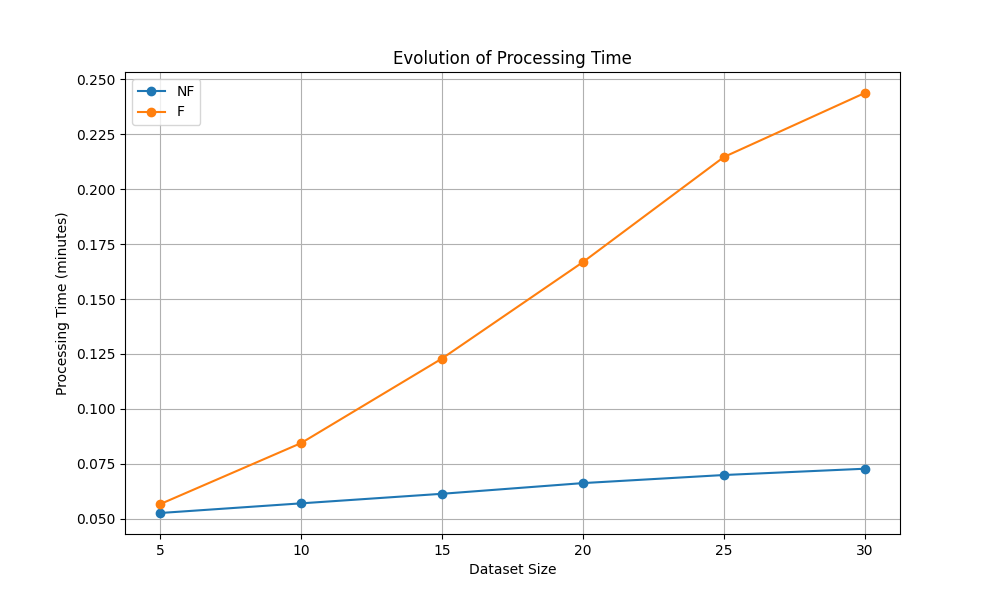 Evolution of Processing Time
NF
F
0.250
0.225
0.200
0.175
0.150
0.125
0.100
0.075
0.050
Processing Time (minutes)
5 10 15 20 25 30
Dataset Size